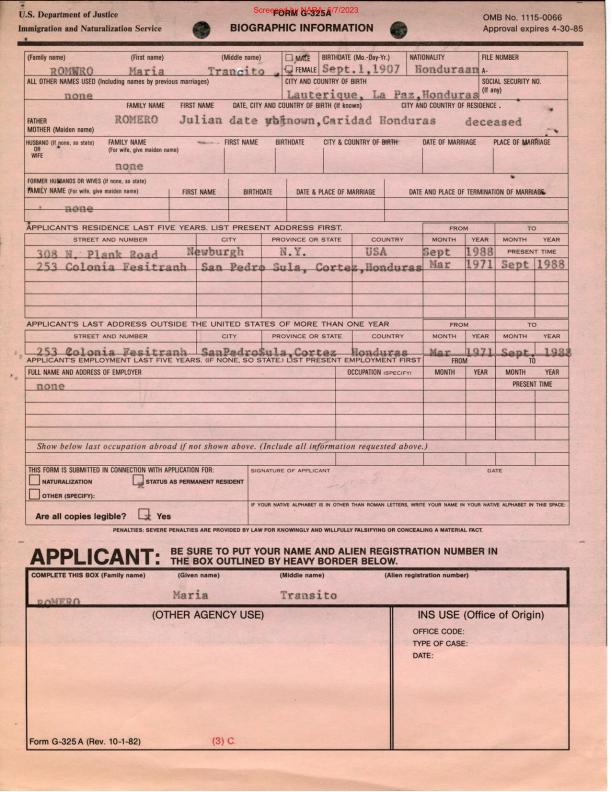 Screened by NARA, 6/7/2023
U.S. Department of Justice
Immigration and Naturalization Service
FORM G-325A
BIOGRAPHIC INFORMATION
OMB No. 1115-0066
Approval expires 4-30-85
(Family name) (First name) (Middle name) MALE BIRTHDATE (Mo.-Day-Yr.) NATIONALITY FILE NUMBER
ROMWRO Maria Trancito FEMALE Sept.1,1907 Honduraan A-
ALL OTHER NAMES USED (Including names by previous marriages) CITY AND COUNTRY OF BIRTH SOCIAL SECURITY NO. (If any)
none Lauterique, La Paz,Honduras
FAMILY NAME FIRST NAME DATE, CITY AND COUNTRY OF BIRTH (If known) CITY AND COUNTRY OF RESIDENCE.
FATHER ROMERO Julian date unknown,Caridad Honduras deceased
MOTHER (Maiden name)
HUSBAND (If none, so state) OR WIFE FAMILY NAME (For wife, give maiden name) FIRST NAME BIRTHDATE CITY & COUNTRY OF BIRTH DATE OF MARRIAGE PLACE OF MARRIAGE
none
FORMER HUSBANDS OR WIVES (If none, so state)
FAMILY NAME (For wife, give maiden name) FIRST NAME BIRTHDATE DATE & PLACE OF MARRIAGE DATE AND PLACE OF TERMINATION OF MARRIAGE
none
APPLICANT'S RESIDENCE LAST FIVE YEARS. LIST PRESENT ADDRESS FIRST. FROM TO
STREET AND NUMBER CITY PROVINCE OR STATE COUNTRY MONTH YEAR MONTH YEAR
308 N. Plank Road Newburgh N.Y. USA Sept 1988 PRESENT TIME
253 Colonia Fesitranh San Pedro Sula, Cortez,Honduras Mar 1971 Sept 1988
APPLICANT'S LAST ADDRESS OUTSIDE THE UNITED STATES OF MORE THAN ONE YEAR FROM TO
STREET AND NUMBER CITY PROVINCE OR STATE COUNTRY MONTH YEAR MONTH YEAR
253 Colonia Fesitranh SanPedroSula,Cortez Honduras Mar 1971 Sept. 1988
APPLICANT'S EMPLOYMENT LAST FIVE YEARS. (IF NONE, SO STATE.) LIST PRESENT EMPLOYMENT FIRST FROM TO
FULL NAME AND ADDRESS OF EMPLOYER OCCUPATION (SPECIFY) MONTH YEAR MONTH YEAR
none PRESENT TIME
Show below last occupation abroad if not shown above. (Include all information requested above.)
THIS FORM IS SUBMITTED IN CONNECTION WITH APPLICATION FOR: SIGNATURE OF APPLICANT DATE
NATURALIZATION x STATUS AS PERMANENT RESIDENT
OTHER (SPECIFY):
IF YOUR NATIVE ALPHABET IS IN OTHER THAN ROMAN LETTERS, WRITE YOUR NAME IN YOUR NATIVE ALPHABET IN THIS SPACE:
Are all copies legible? x Yes
PENALTIES: SEVERE PENALTIES ARE PROVIDED BY LAW FOR KNOWINGLY AND WILLFULLY FALSIFYING OR CONCEALING A MATERIAL FACT.
APPLICANT: BE SURE TO PUT YOUR NAME AND ALIEN REGISTRATION NUMBER IN
THE BOX OUTLINED BY HEAVY BORDER BELOW.
COMPLETE THIS BOX (Family name) (Given name) (Middle name) (Alien registration number)
ROMERO Maria Transito
(OTHER AGENCY USE) INS USE (Office of Origin)
OFFICE CODE:
TYPE OF CASE:
DATE:
Form G-325 A (Rev. 10-1-82) (3) C.